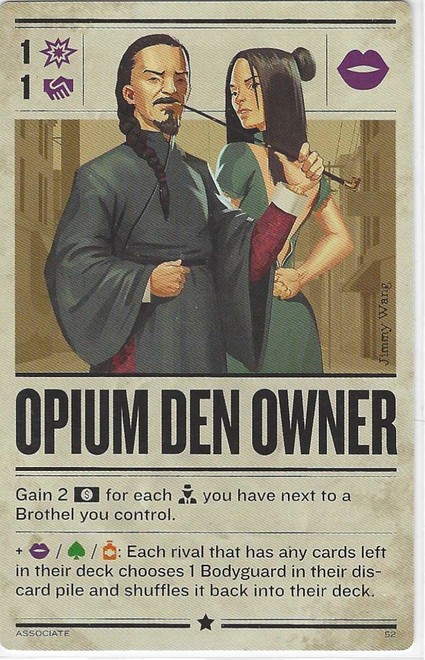 1
1
Jimmy Wang
OPIUM DEN OWNER
Gain 2 $ for each you have next to a
Brothel you control.
+ / / : Each rival that has any cards left
in their deck chooses 1 Bodyguard in their dis-
card pile and shuffles it back into their deck.
ASSOCIATE 52